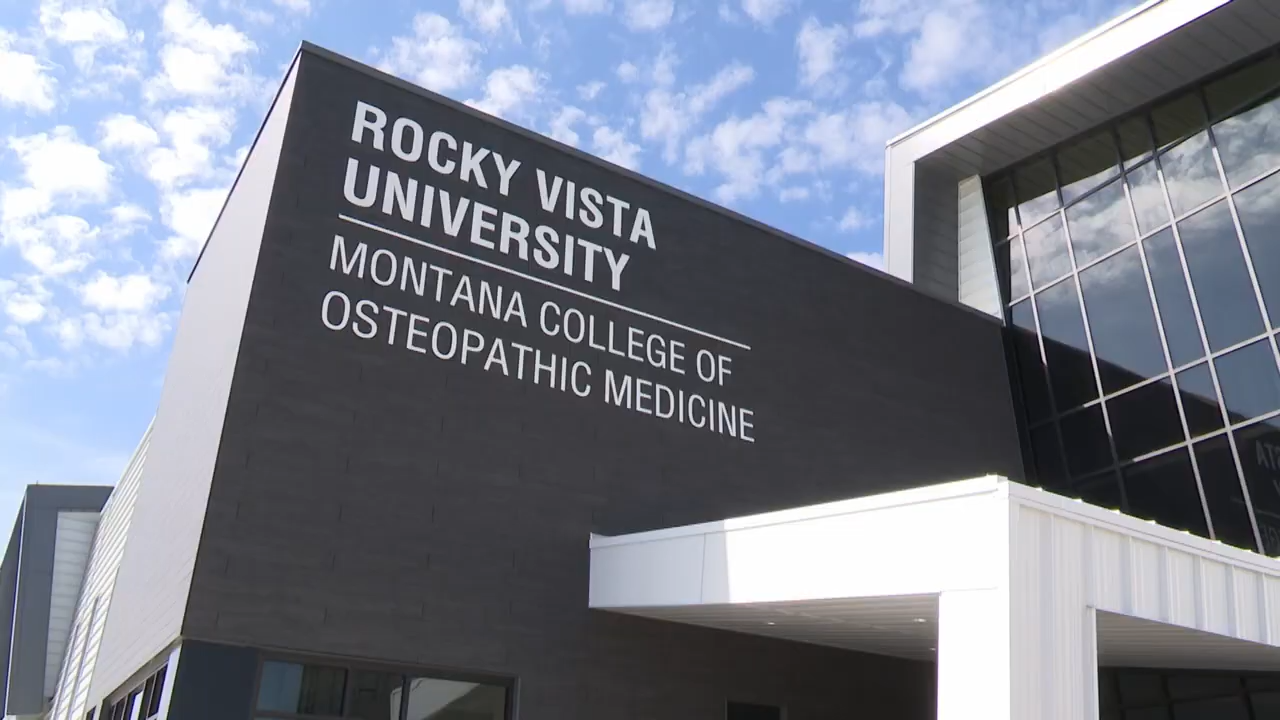 ROCKY VISTA
UNIVERSITY
MONTANA COLLEGE OF
OSTEOPATHIC MEDICINE